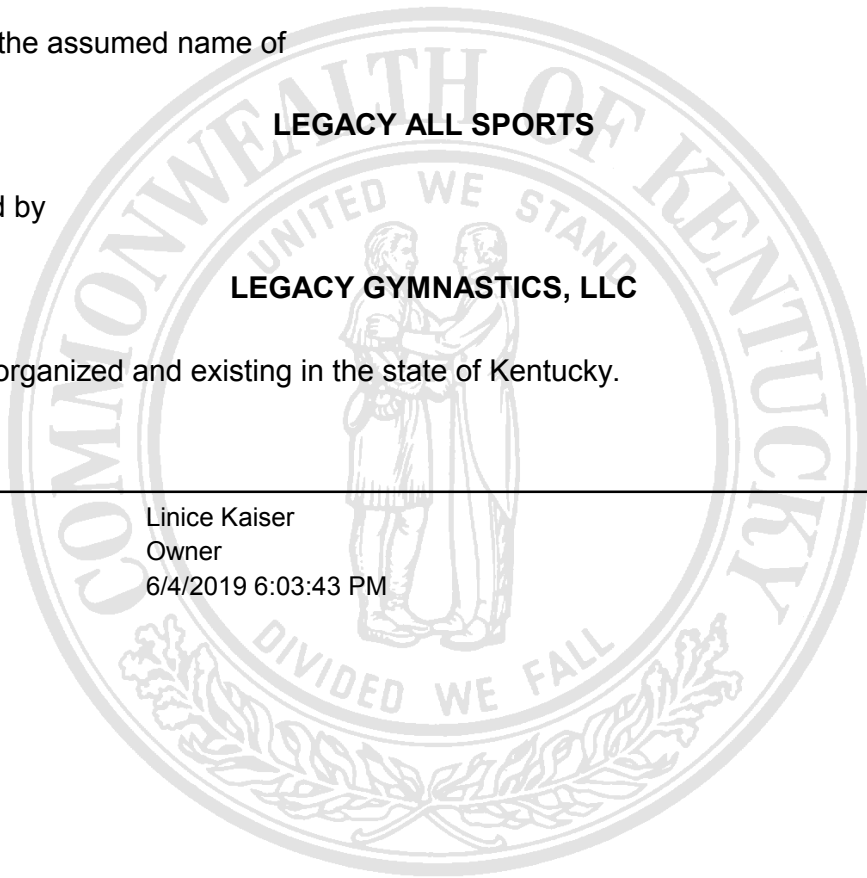 the assumed name of
LEGACY ALL SPORTS
d by
LEGACY GYMNASTICS, LLC
organized and existing in the state of Kentucky.
Linice Kaiser
Owner
6/4/2019 6:03:43 PM
COMMONWEALTH OF KENTUCKY
UNITED WE STAND
DIVIDED WE FALL